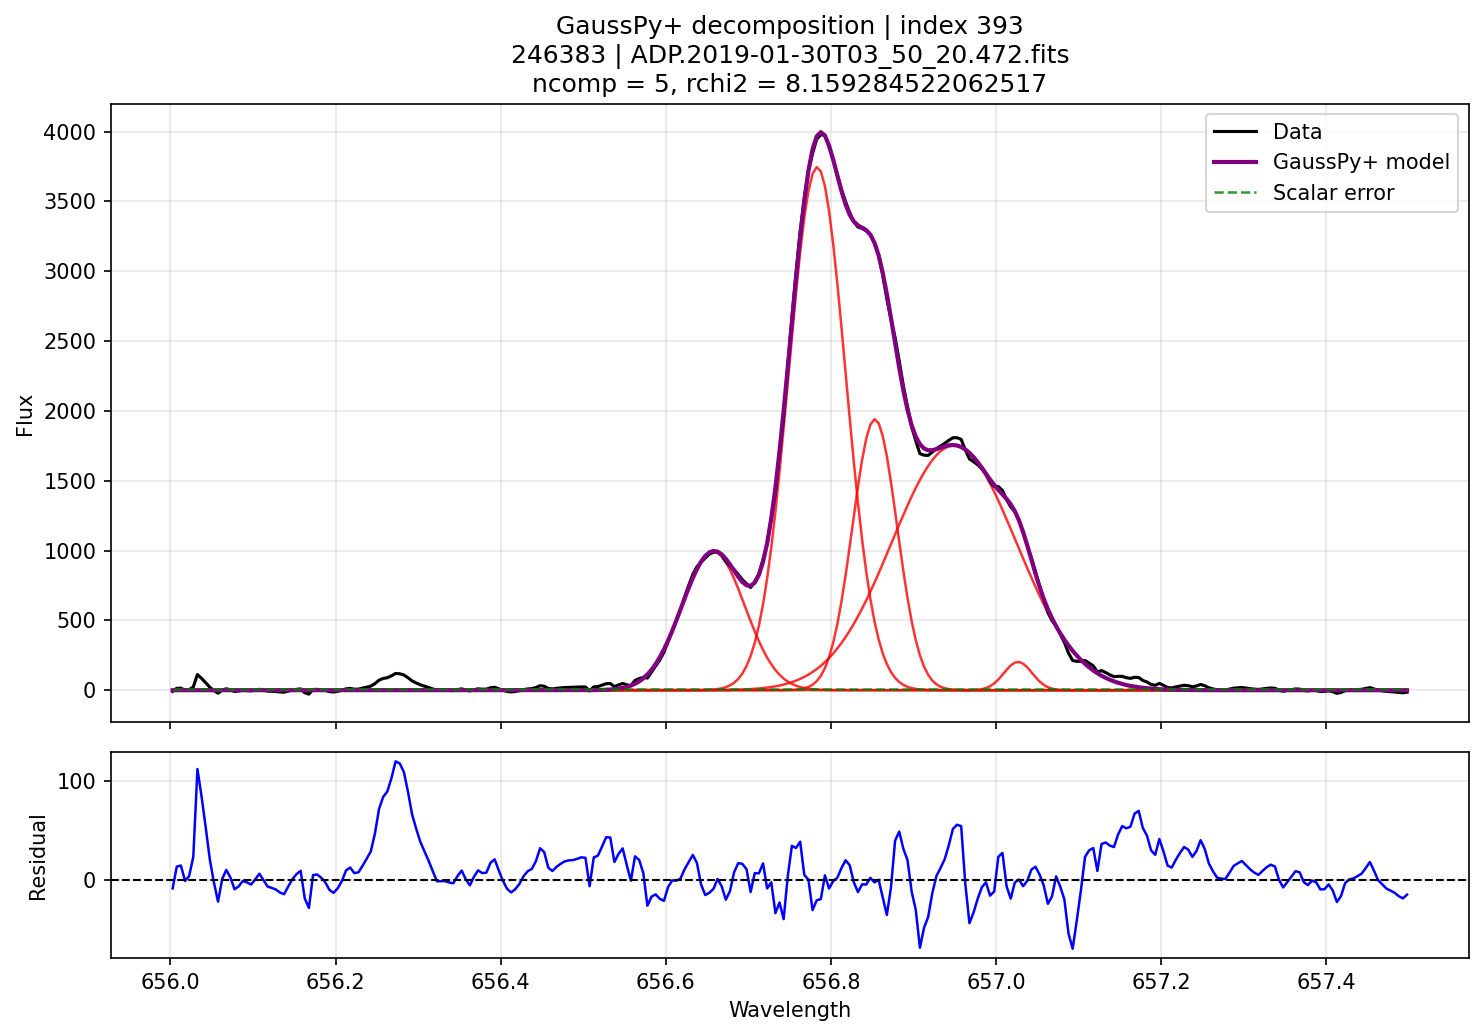 GaussPy+ decomposition | index 393
246383 | ADP.2019-01-30T03_50_20.472.fits
ncomp = 5, rchi2 = 8.159284522062517
Data
GaussPy+ model
Scalar error
Flux
4000
3500
3000
2500
2000
1500
1000
500
0
Residual
100
0
656.0 656.2 656.4 656.6 656.8 657.0 657.2 657.4
Wavelength